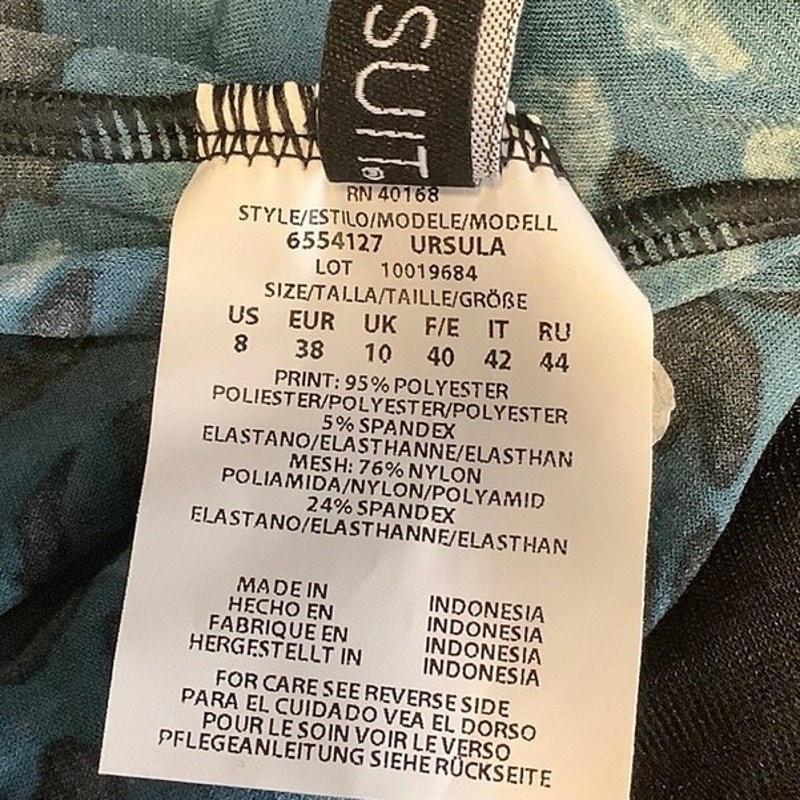 SUIT®
RN 40168
STYLE/ESTILO/MODELE/MODELL
6554127 URSULA
LOT 10019684
SIZE/TALLA/TAILLE/GRÖßE
US EUR UK F/E IT RU
8 38 10 40 42 44
PRINT: 95% POLYESTER
POLIESTER/POLYESTER/POLYESTER
5% SPANDEX
ELASTANO/ELASTHANNE/ELASTHAN
MESH: 76% NYLON
POLIAMIDA/NYLON/POLYAMID
24% SPANDEX
ELASTANO/ELASTHANNE/ELASTHAN
MADE IN INDONESIA
HECHO EN INDONESIA
FABRIQUE EN INDONESIA
HERGESTELLT IN INDONESIA
FOR CARE SEE REVERSE SIDE
PARA EL CUIDADO VEA EL DORSO
POUR LE SOIN VOIR LE VERSO
PFLEGEANLEITUNG SIEHE RÜCKSEITE